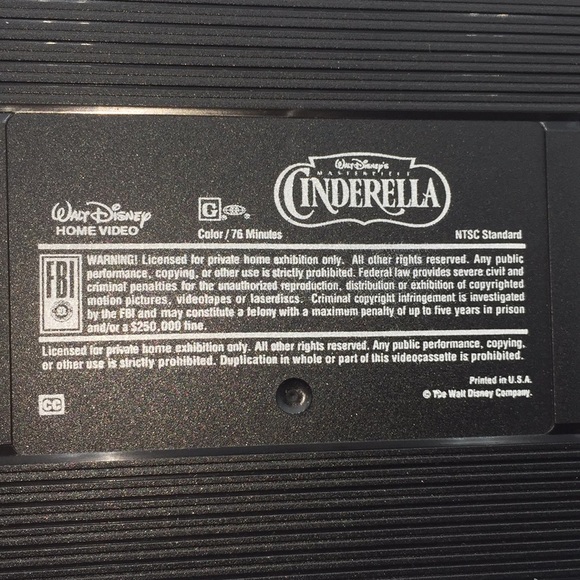 Walt Disney's
MASTERPIECE
CINDERELLA
Walt Disney
HOME VIDEO
G
Color / 76 Minutes
NTSC Standard
FBI
WARNING! Licensed for private home exhibition only. All other rights reserved. Any public
performance, copying, or other use is strictly prohibited. Federal law provides severe civil and
criminal penalties for the unauthorized reproduction, distribution or exhibition of copyrighted
motion pictures, videotapes or laserdiscs. Criminal copyright infringement is investigated
by the FBI and may constitute a felony with a maximum penalty of up to five years in prison
and/or a $250,000 fine.
Licensed for private home exhibition only. All other rights reserved. Any public performance, copying,
or other use is strictly prohibited. Duplication in whole or part of this videocassette is prohibited.
Printed in U.S.A.
CC
© The Walt Disney Company.